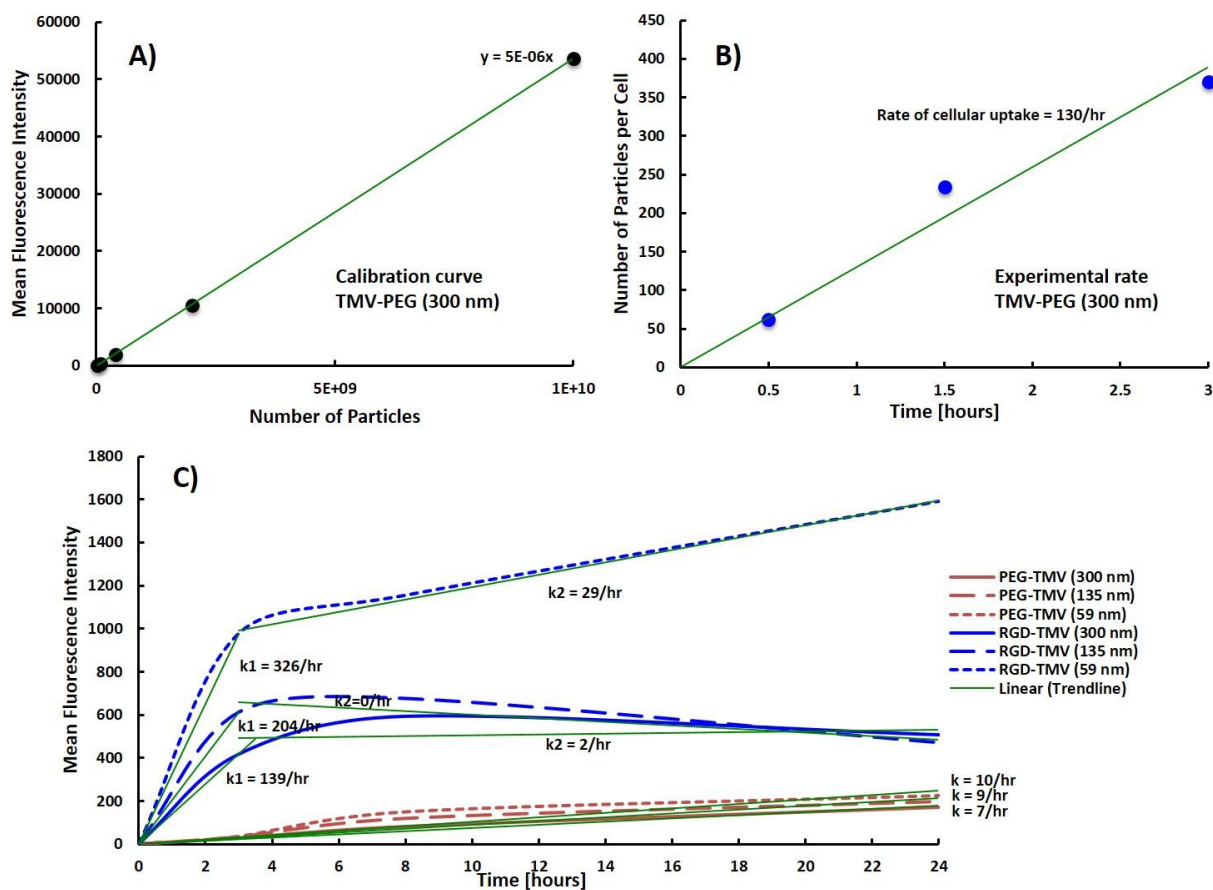 A)
60000
50000
40000
30000
20000
10000
0
Mean Fluorescence Intensity
y = 5E-06x
Calibration curve
TMV-PEG (300 nm)
0
5E+09
1E+10
Number of Particles
B)
450
400
350
300
250
200
150
100
50
0
Number of Particles per Cell
Rate of cellular uptake = 130/hr
Experimental rate
TMV-PEG (300 nm)
0
0.5
1
1.5
2
2.5
3
Time [hours]
C)
1800
1600
1400
1200
1000
800
600
400
200
0
Mean Fluorescence Intensity
k2 = 29/hr
k1 = 326/hr
k2=0/hr
k1 = 204/hr
k2 = 2/hr
k1 = 139/hr
k = 10/hr
k = 9/hr
k = 7/hr
0
2
4
6
8
10
12
14
16
18
20
22
24
Time [hours]
PEG-TMV (300 nm)
PEG-TMV (135 nm)
PEG-TMV (59 nm)
RGD-TMV (300 nm)
RGD-TMV (135 nm)
RGD-TMV (59 nm)
Linear (Trendline)